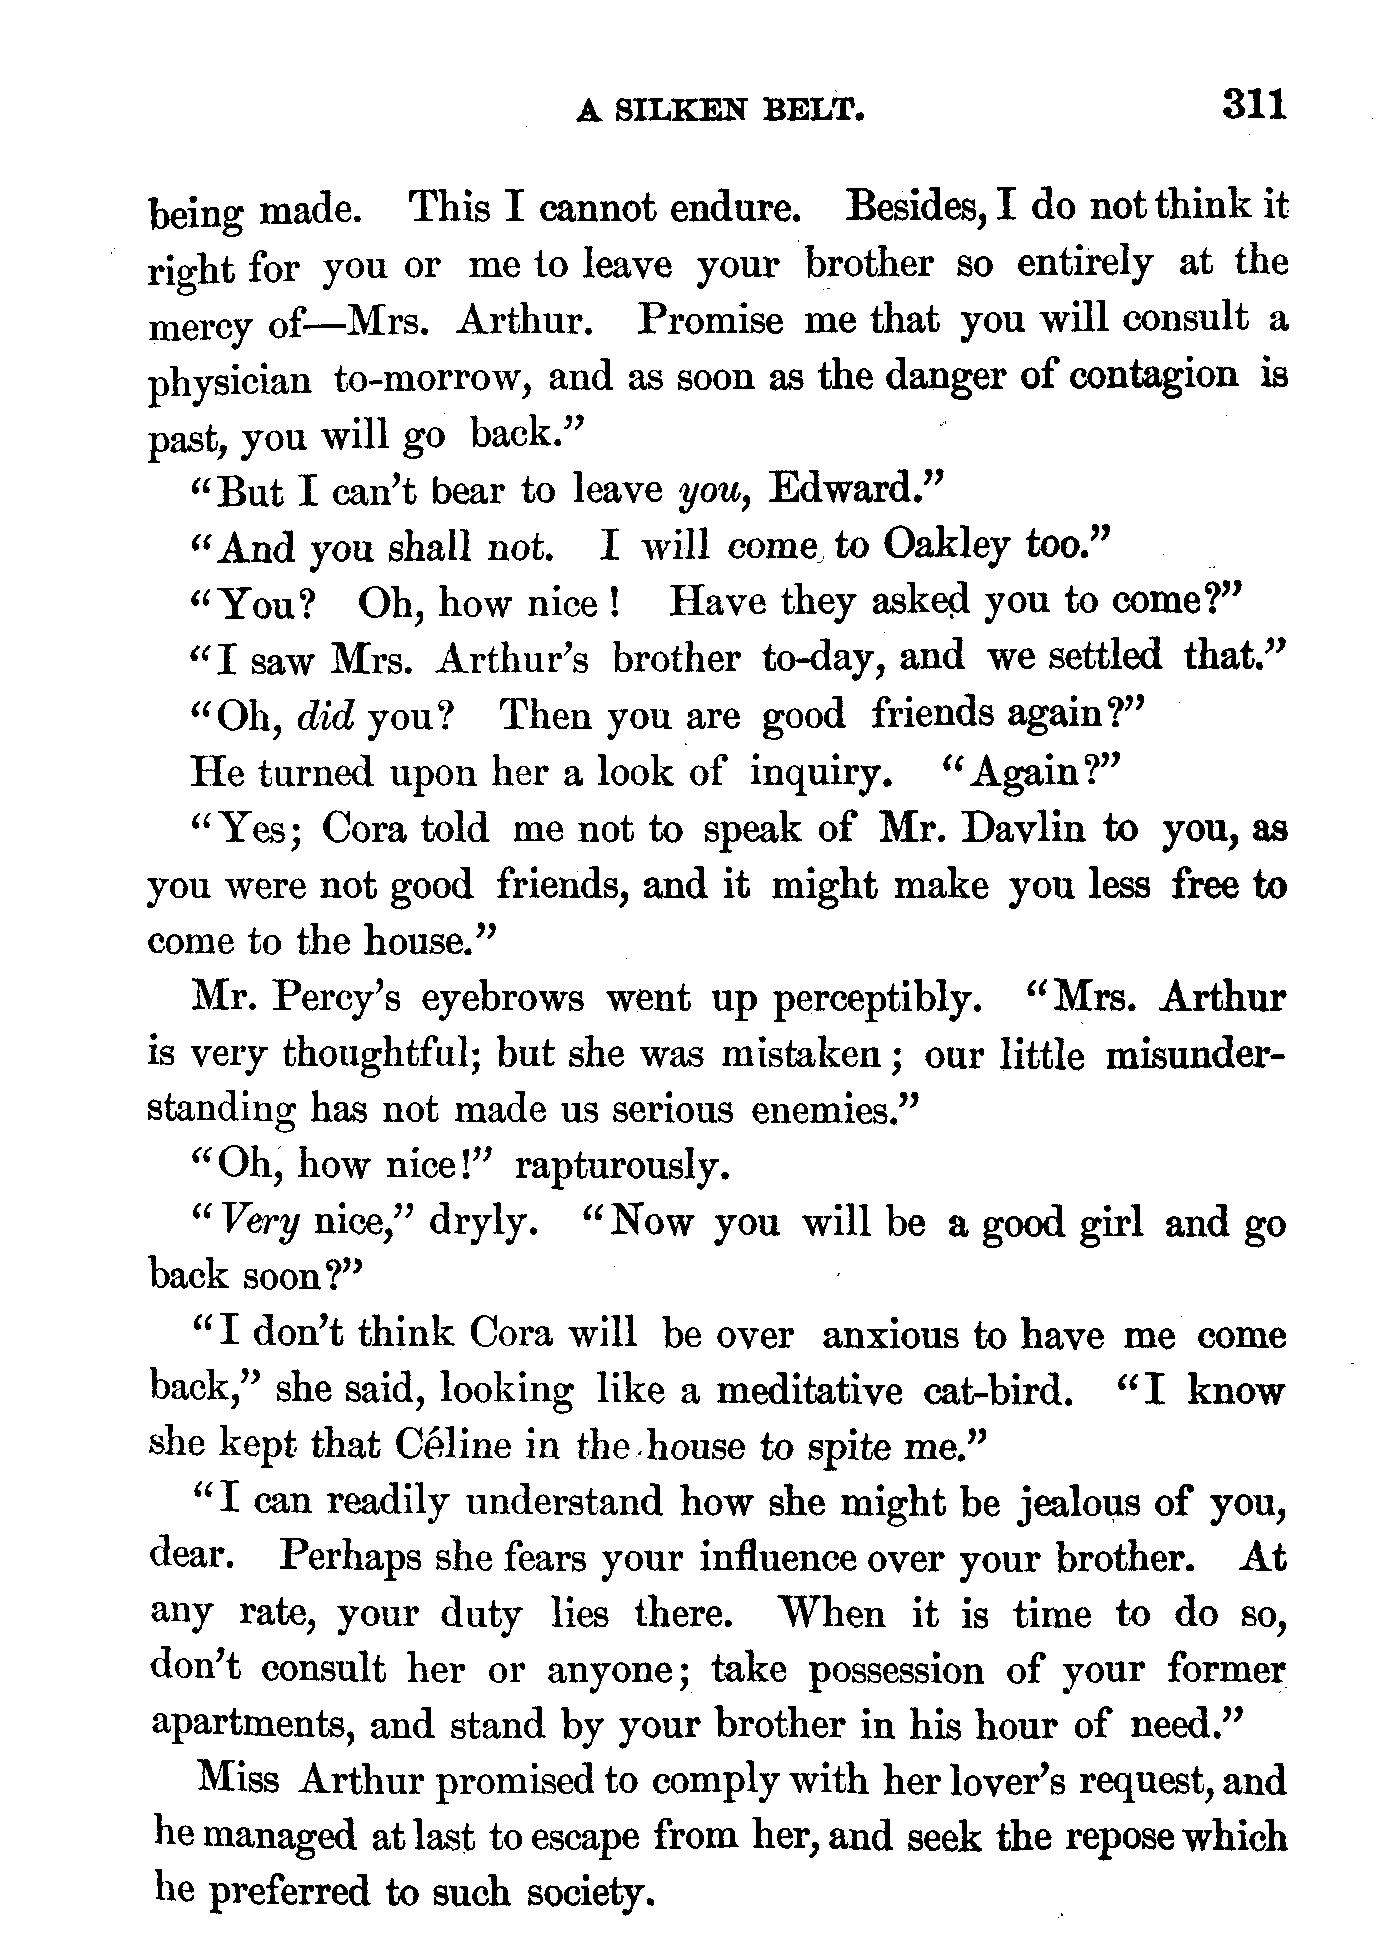 A SILKEN BELT. 311
being made. This I cannot endure. Besides, I do not think it
right for you or me to leave your brother so entirely at the
mercy of—Mrs. Arthur. Promise me that you will consult a
physician to-morrow, and as soon as the danger of contagion is
past, you will go back.”
“But I can’t bear to leave you, Edward.”
“And you shall not. I will come to Oakley too.”
“You? Oh, how nice! Have they asked you to come?”
“I saw Mrs. Arthur’s brother to-day, and we settled that.”
“Oh, did you? Then you are good friends again?”
He turned upon her a look of inquiry. “Again?”
“Yes; Cora told me not to speak of Mr. Davlin to you, as
you were not good friends, and it might make you less free to
come to the house.”
Mr. Percy’s eyebrows went up perceptibly. “Mrs. Arthur
is very thoughtful; but she was mistaken; our little misunder-
standing has not made us serious enemies.”
“Oh, how nice!” rapturously.
“Very nice,” dryly. “Now you will be a good girl and go
back soon?”
“I don’t think Cora will be over anxious to have me come
back,” she said, looking like a meditative cat-bird. “I know
she kept that Céline in the house to spite me.”
“I can readily understand how she might be jealous of you,
dear. Perhaps she fears your influence over your brother. At
any rate, your duty lies there. When it is time to do so,
don’t consult her or anyone; take possession of your former
apartments, and stand by your brother in his hour of need.”
Miss Arthur promised to comply with her lover’s request, and
he managed at last to escape from her, and seek the repose which
he preferred to such society.